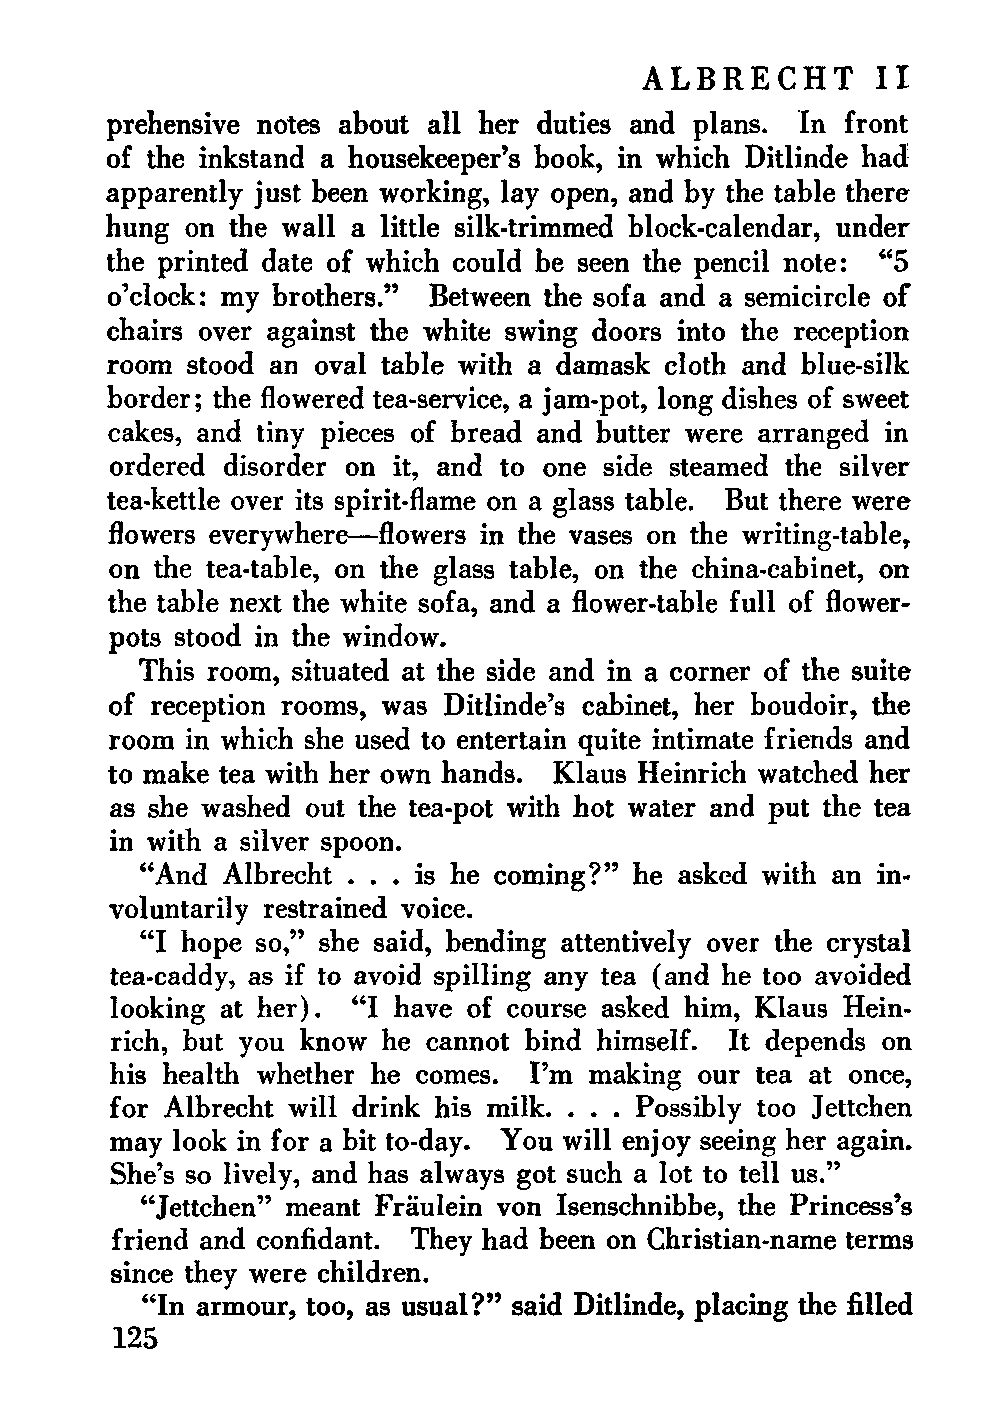 ALBRECHT II
prehensive notes about all her duties and plans. In front
of the inkstand a housekeeper's book, in which Ditlinde had
apparently just been working, lay open, and by the table there
hung on the wall a little silk-trimmed block-calendar, under
the printed date of which could be seen the pencil note: “5
o'clock: my brothers.” Between the sofa and a semicircle of
chairs over against the white swing doors into the reception
room stood an oval table with a damask cloth and blue-silk
border; the flowered tea-service, a jam-pot, long dishes of sweet
cakes, and tiny pieces of bread and butter were arranged in
ordered disorder on it, and to one side steamed the silver
tea-kettle over its spirit-flame on a glass table. But there were
flowers everywhere—flowers in the vases on the writing-table,
on the tea-table, on the glass table, on the china-cabinet, on
the table next the white sofa, and a flower-table full of flower-
pots stood in the window.
This room, situated at the side and in a corner of the suite
of reception rooms, was Ditlinde's cabinet, her boudoir, the
room in which she used to entertain quite intimate friends and
to make tea with her own hands. Klaus Heinrich watched her
as she washed out the tea-pot with hot water and put the tea
in with a silver spoon.
“And Albrecht . . . is he coming?” he asked with an in-
voluntarily restrained voice.
“I hope so,” she said, bending attentively over the crystal
tea-caddy, as if to avoid spilling any tea (and he too avoided
looking at her). “I have of course asked him, Klaus Hein-
rich, but you know he cannot bind himself. It depends on
his health whether he comes. I'm making our tea at once,
for Albrecht will drink his milk. . . . Possibly too Jettchen
may look in for a bit to-day. You will enjoy seeing her again.
She's so lively, and has always got such a lot to tell us.”
“Jettchen” meant Fräulein von Isenschnibbe, the Princess's
friend and confidant. They had been on Christian-name terms
since they were children.
“In armour, too, as usual?” said Ditlinde, placing the filled
125